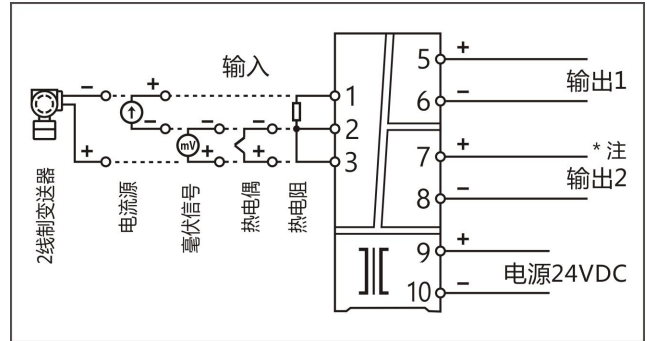 输入
− + + − + − + − +
mV
2线制变送器
电流源
毫伏信号
热电偶
热电阻
1
2
3
5 +
6 −
输出1
7 +
8 −
*注
输出2
9 +
10 −
电源24VDC